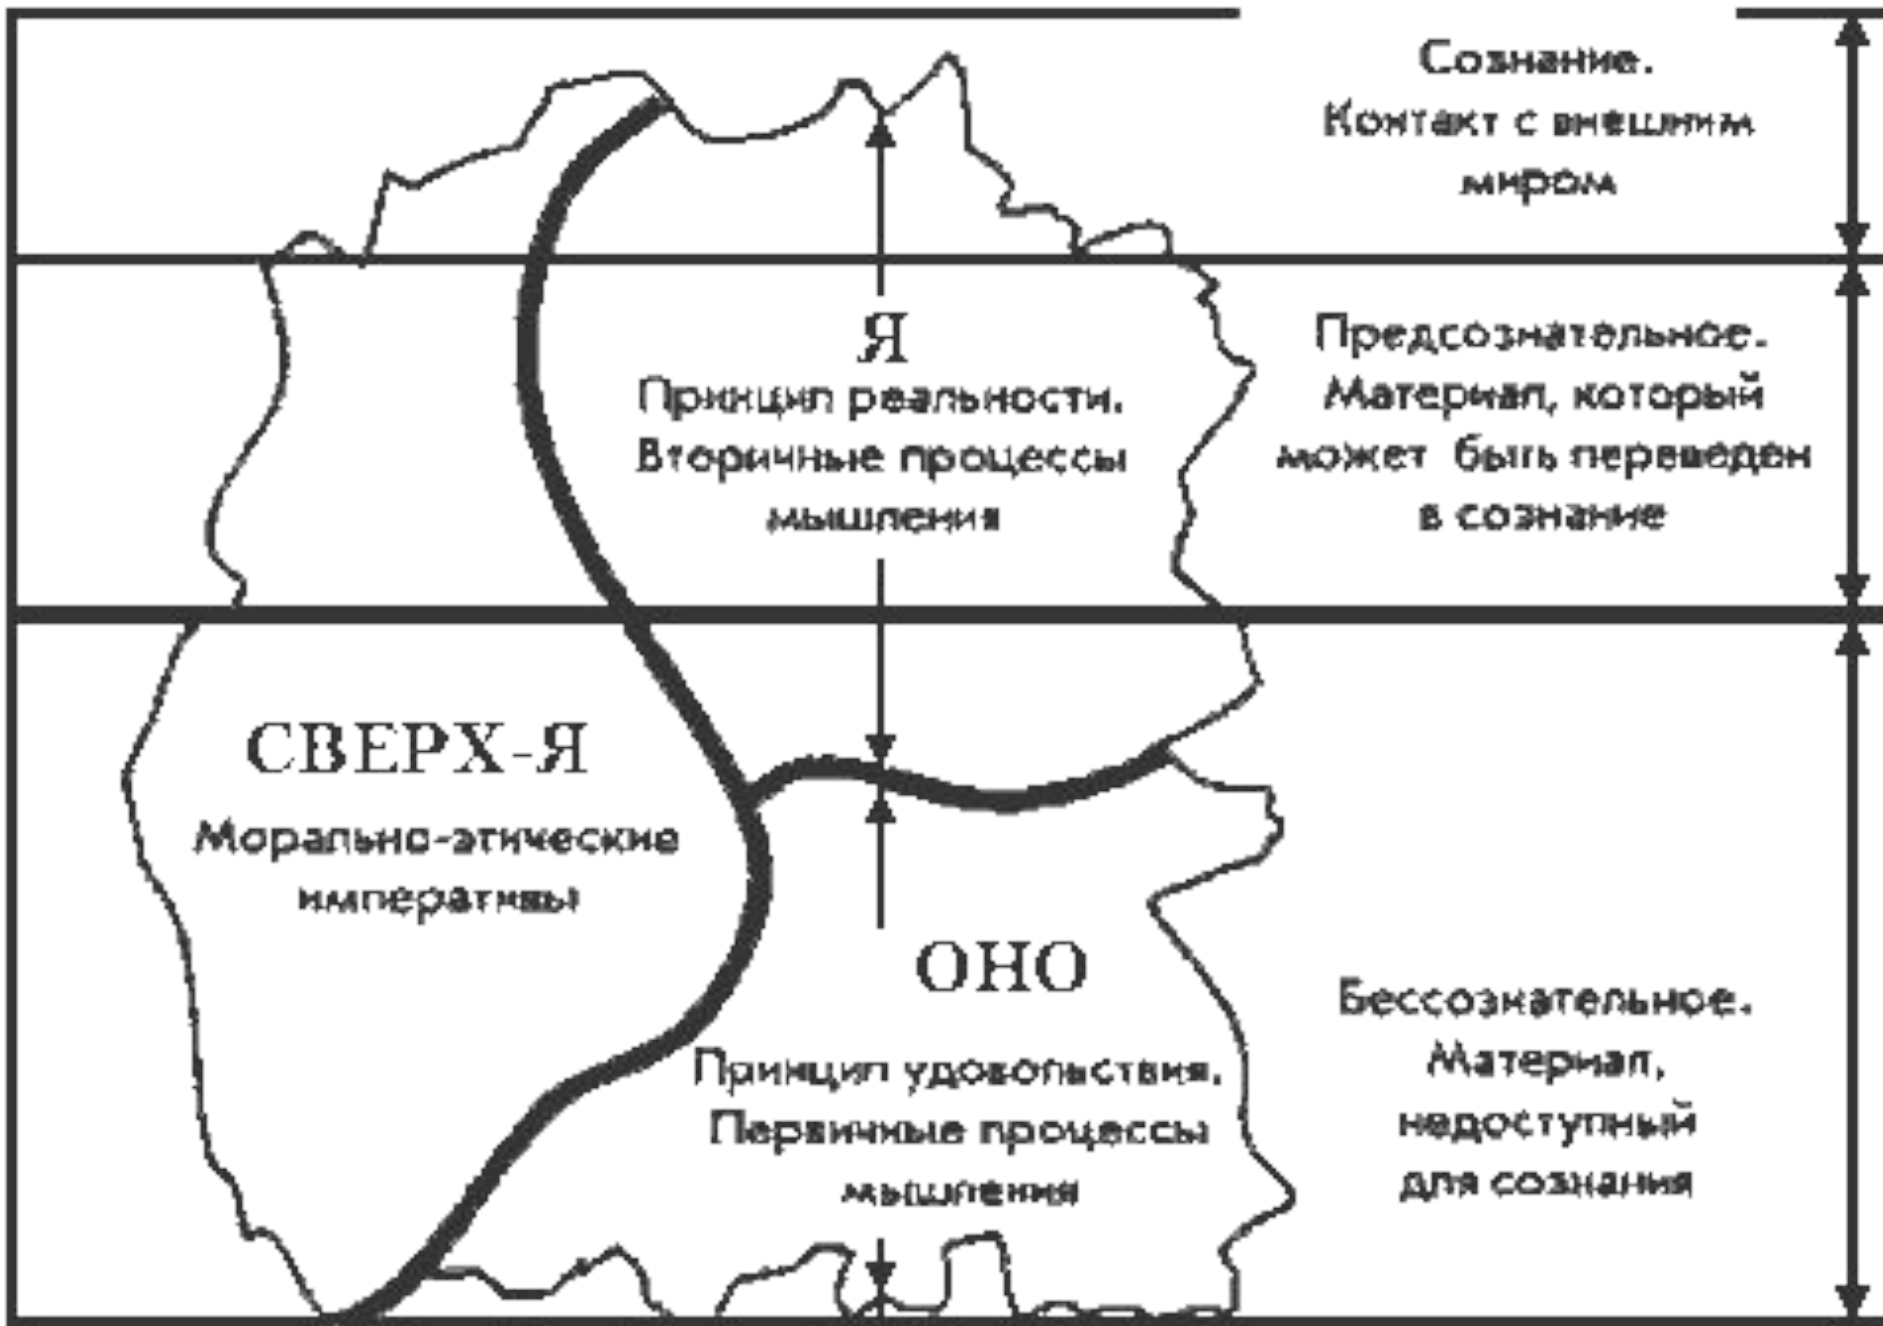 Сознание.
Контакт с внешним
миром
Я
Принцип реальности.
Вторичные процессы
мышления
Предсознательное.
Материал, который
может быть переведен
в сознание
СВЕРХ-Я
Морально-этические
императивы
ОНО
Принцип удовольствия.
Первичные процессы
мышления
Бессознательное.
Материал,
недоступный
для сознания